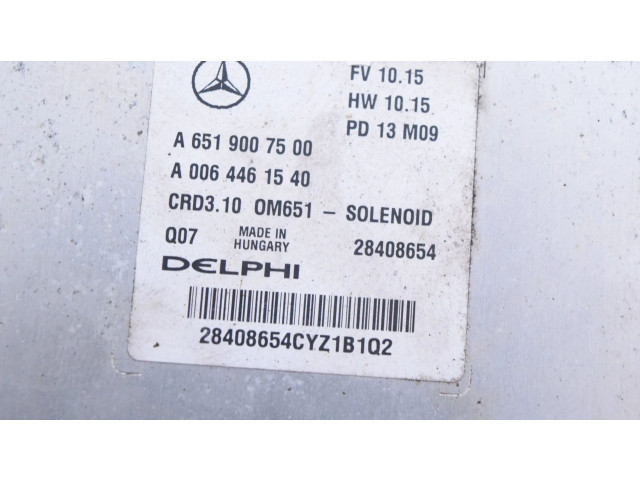 FV 10.15
HW 10.15
PD 13 M09
A 651 900 75 00
A 006 446 15 40
CRD3.10 OM651 – SOLENOID
Q07 MADE IN HUNGARY 28408654
DELPHI
28408654CYZ1B1Q2